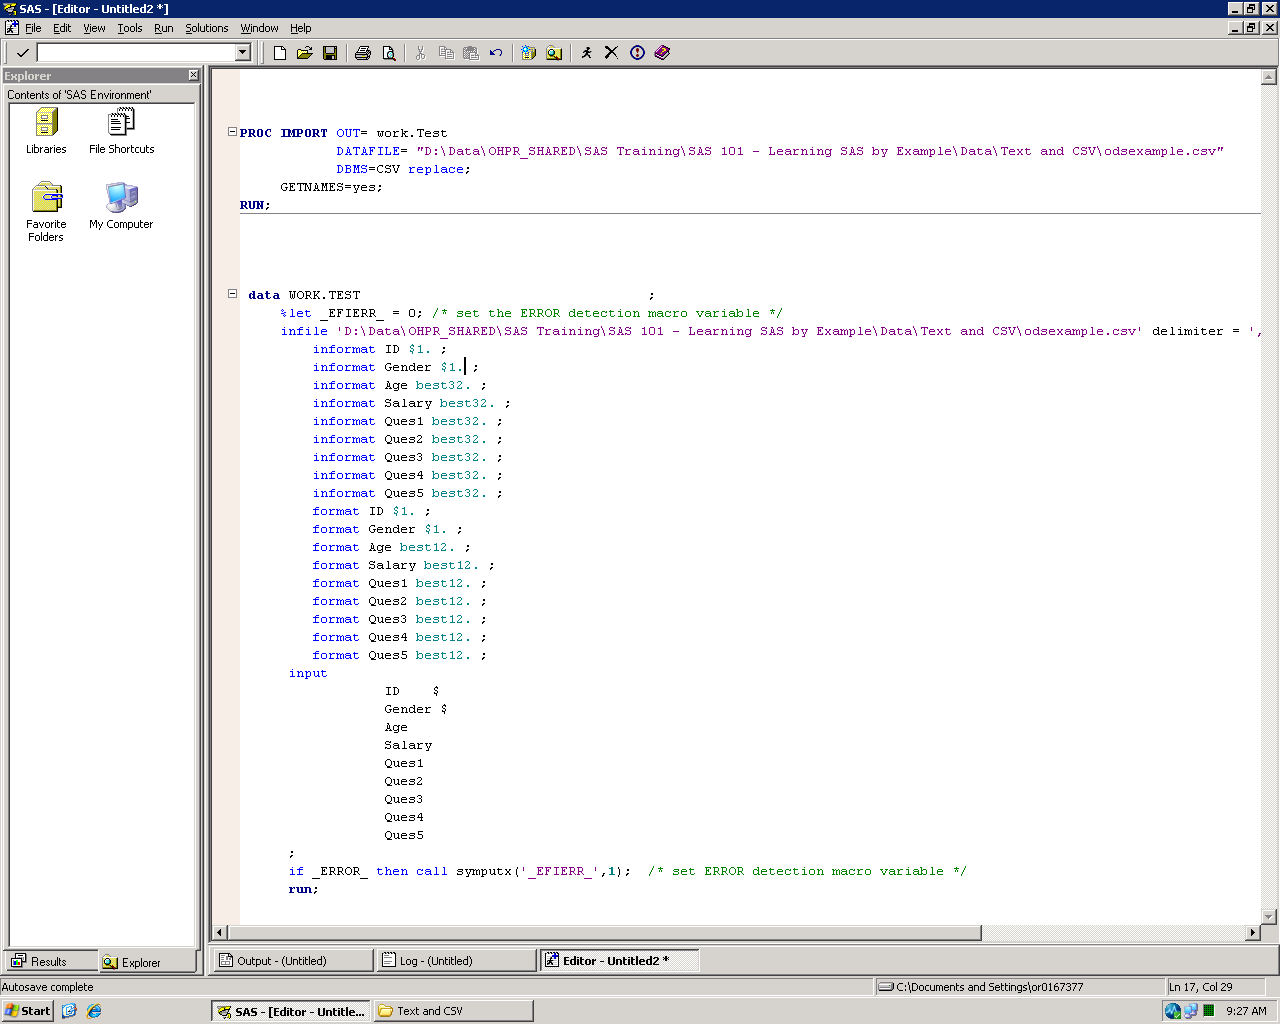 SAS - [Editor - Untitled2 *]
File Edit View Tools Run Solutions Window Help
Explorer
Contents of 'SAS Environment'
Libraries
File Shortcuts
Favorite Folders
My Computer
PROC IMPORT OUT= work.Test
DATAFILE= "D:\Data\OHPR_SHARED\SAS Training\SAS 101 - Learning SAS by Example\Data\Text and CSV\odsexample.csv"
DBMS=CSV replace;
GETNAMES=yes;
RUN;
data WORK.TEST ;
%let _EFIERR_ = 0; /* set the ERROR detection macro variable */
infile 'D:\Data\OHPR_SHARED\SAS Training\SAS 101 - Learning SAS by Example\Data\Text and CSV\odsexample.csv' delimiter = ',
informat ID $1. ;
informat Gender $1. ;
informat Age best32. ;
informat Salary best32. ;
informat Ques1 best32. ;
informat Ques2 best32. ;
informat Ques3 best32. ;
informat Ques4 best32. ;
informat Ques5 best32. ;
format ID $1. ;
format Gender $1. ;
format Age best12. ;
format Salary best12. ;
format Ques1 best12. ;
format Ques2 best12. ;
format Ques3 best12. ;
format Ques4 best12. ;
format Ques5 best12. ;
input
ID $
Gender $
Age
Salary
Ques1
Ques2
Ques3
Ques4
Ques5
;
if _ERROR_ then call symputx('_EFIERR_',1); /* set ERROR detection macro variable */
run;
Results
Explorer
Output - (Untitled)
Log - (Untitled)
Editor - Untitled2 *
Autosave complete
C:\Documents and Settings\or0167377
Ln 17, Col 29
Start
SAS - [Editor - Untitle...
Text and CSV
9:27 AM